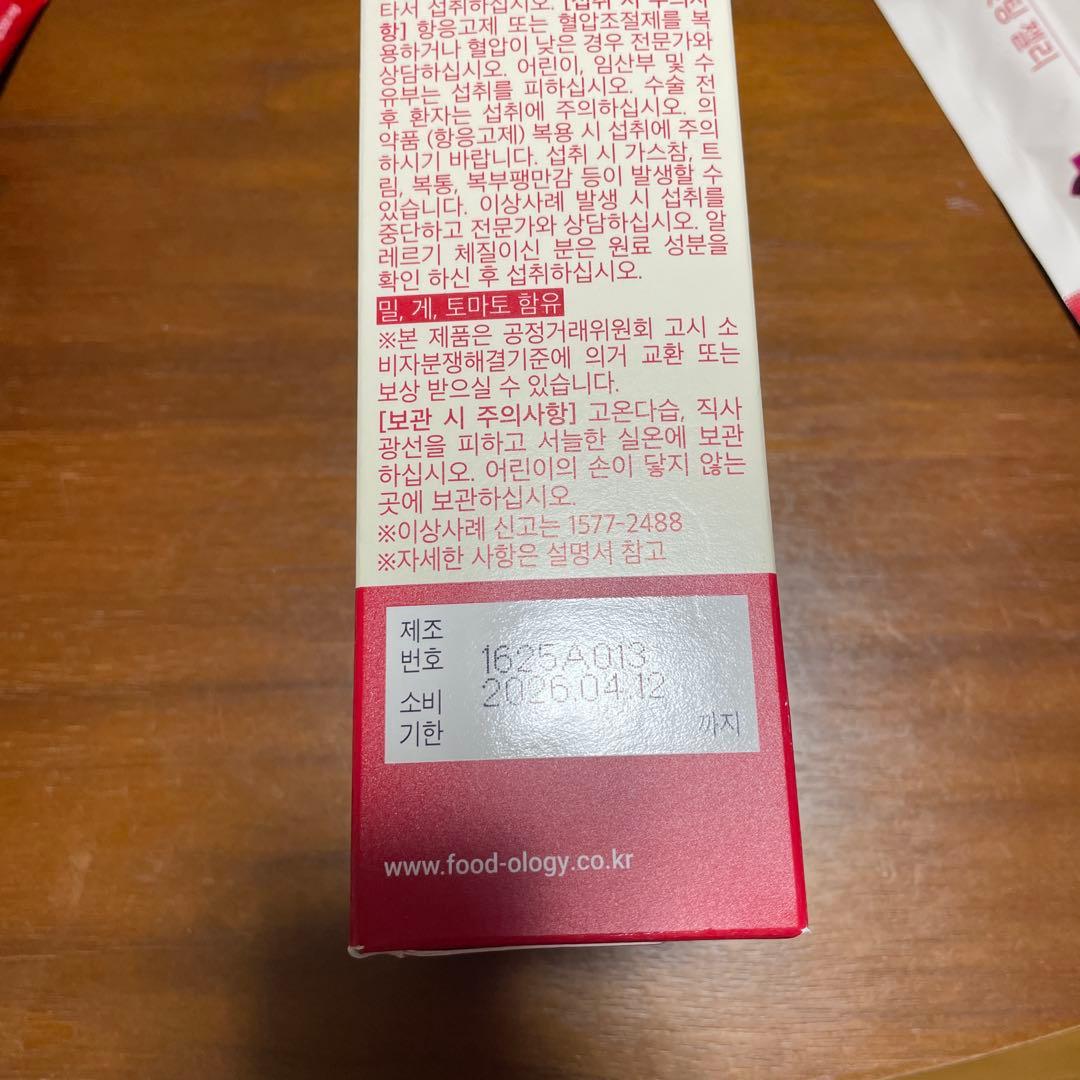 타서 섭취하십시오. [섭취 시 주의사
항] 항응고제 또는 혈압조절제를 복
용하거나 혈압이 낮은 경우 전문가와
상담하십시오. 어린이, 임산부 및 수
유부는 섭취를 피하십시오. 수술 전
후 환자는 섭취에 주의하십시오. 의
약품 (항응고제) 복용 시 섭취에 주의
하시기 바랍니다. 섭취 시 가스참, 트
림, 복통, 복부팽만감 등이 발생할 수
있습니다. 이상사례 발생 시 섭취를
중단하고 전문가와 상담하십시오. 알
레르기 체질이신 분은 원료 성분을
확인 하신 후 섭취하십시오.
밀, 게, 토마토 함유
※본 제품은 공정거래위원회 고시 소
비자분쟁해결기준에 의거 교환 또는
보상 받으실 수 있습니다.
[보관 시 주의사항] 고온다습, 직사
광선을 피하고 서늘한 실온에 보관
하십시오. 어린이의 손이 닿지 않는
곳에 보관하십시오.
※이상사례 신고는 1577-2488
※자세한 사항은 설명서 참고
제조
번호 1625A013
소비 2026.04.12
기한 까지
www.food-ology.co.kr
젤리